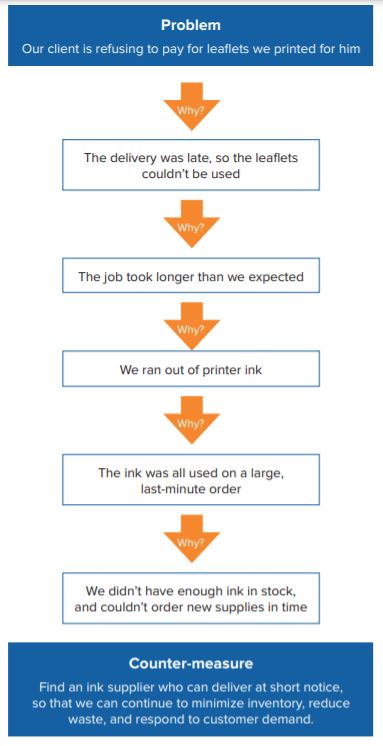 Problem
Our client is refusing to pay for leaflets we printed for him
Why?
The delivery was late, so the leaflets
couldn't be used
Why?
The job took longer than we expected
Why?
We ran out of printer ink
Why?
The ink was all used on a large,
last-minute order
Why?
We didn't have enough ink in stock,
and couldn't order new supplies in time
Counter-measure
Find an ink supplier who can deliver at short notice,
so that we can continue to minimize inventory, reduce
waste, and respond to customer demand.